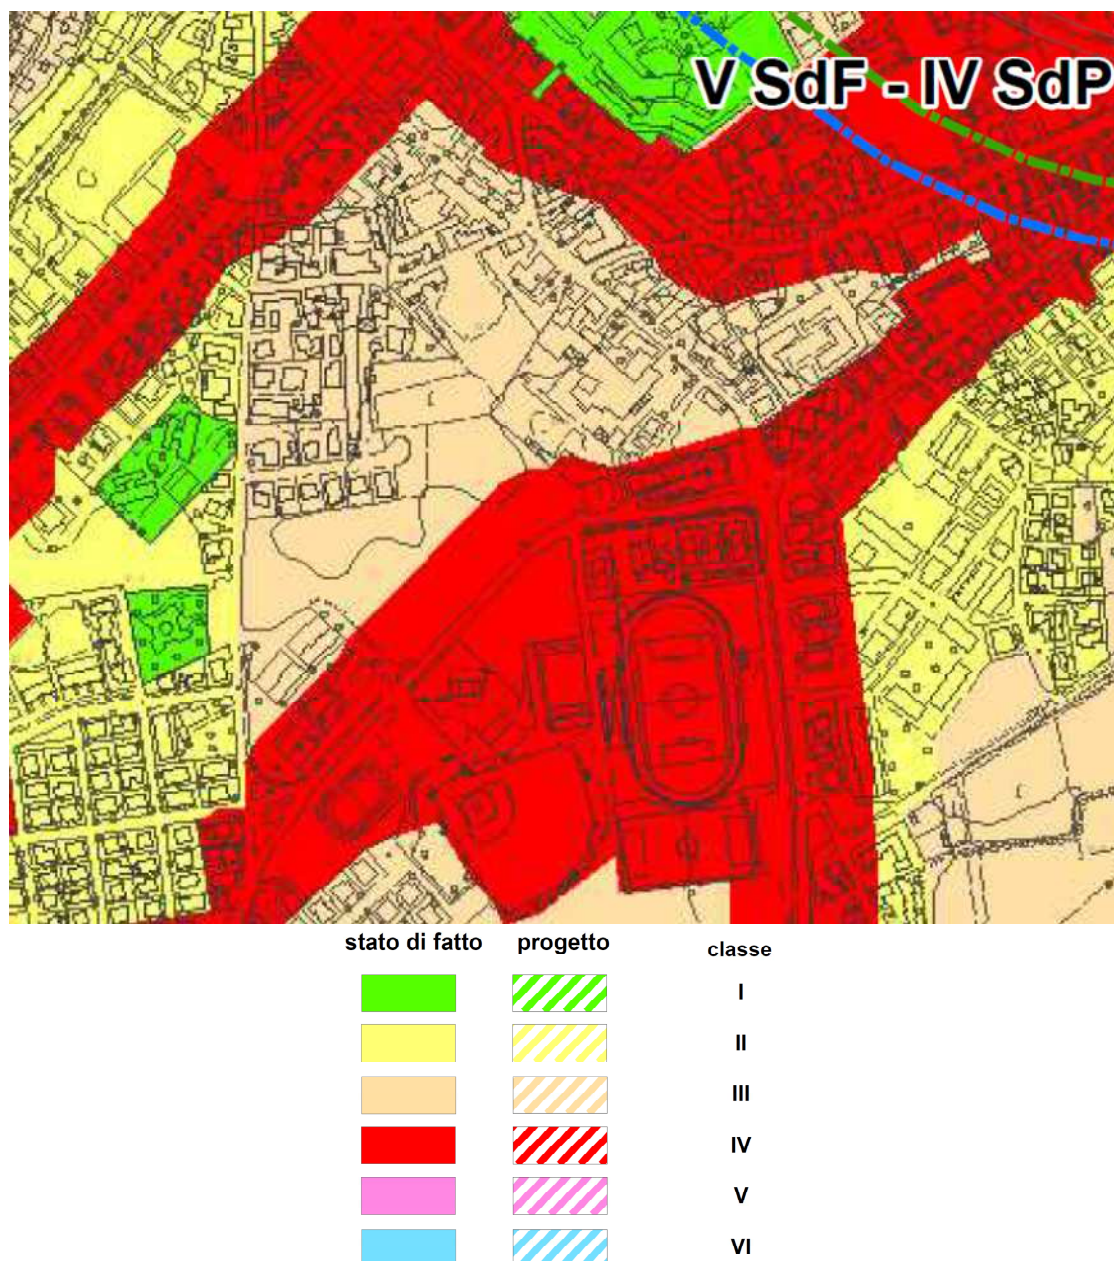 V SdF - IV SdP
stato di fatto progetto classe
I
II
III
IV
V
VI